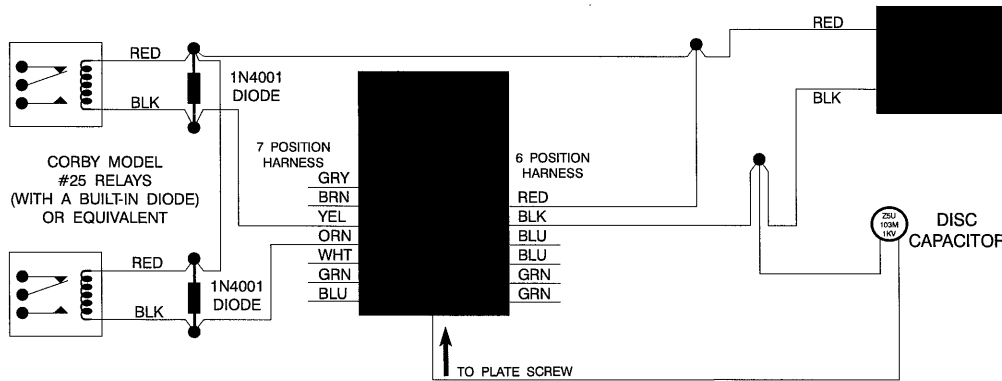 RED
BLK
1N4001
DIODE
CORBY MODEL
#25 RELAYS
(WITH A BUILT-IN DIODE)
OR EQUIVALENT
RED
BLK
1N4001
DIODE
7 POSITION
HARNESS
GRY
BRN
YEL
ORN
WHT
GRN
BLU
6 POSITION
HARNESS
RED
BLK
BLU
BLU
GRN
GRN
TO PLATE SCREW
RED
BLK
Z5U
103M
1KV
DISC
CAPACITOR